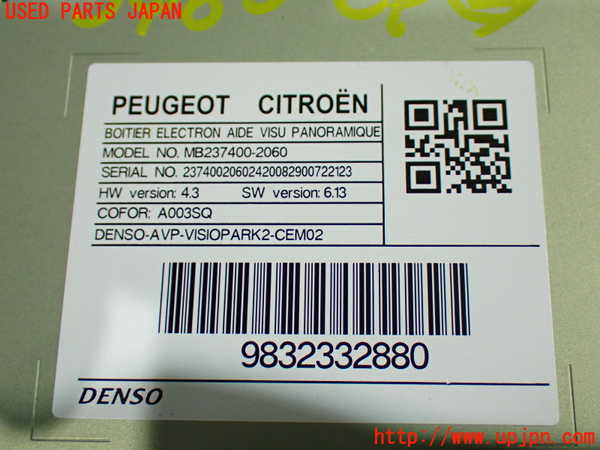 USED PARTS JAPAN
PEUGEOT CITROËN
BOITIER ELECTRON AIDE VISU PANORAMIQUE
MODEL NO. MB237400-2060
SERIAL NO. 23740020602420082900722123
HW version: 4.3 SW version: 6.13
COFOR: A003SQ
DENSO-AVP-VISIOPARK2-CEM02
9832332880
DENSO
http://www.upjpn.com/